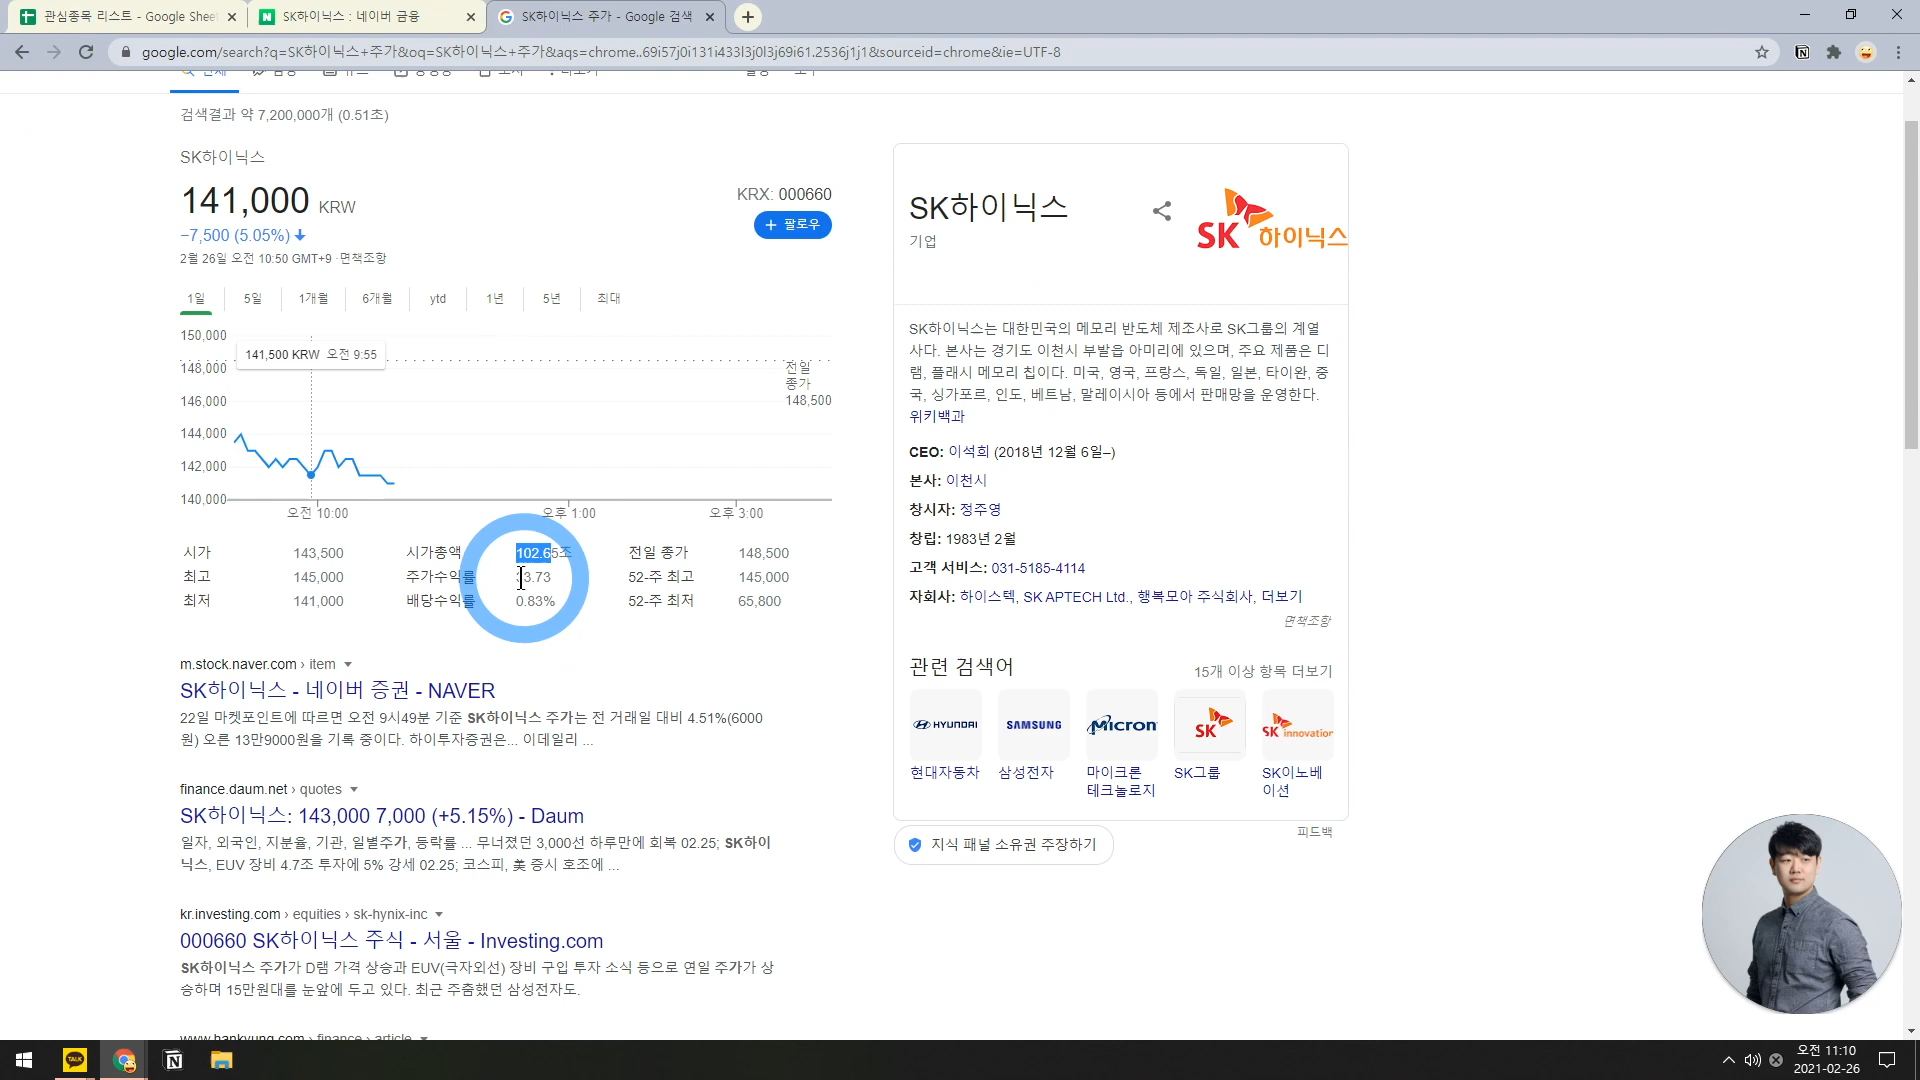 관심종목 리스트 - Google Shee
SK하이닉스 : 네이버 금융
SK하이닉스 주가 - Google 검색
google.com/search?q=SK하이닉스+주가&oq=SK하이닉스+주가&aqs=chrome..69i57j0i131i433l3j0l3j69i61.2536j1j1&sourceid=chrome&ie=UTF-8
검색결과 약 7,200,000개 (0.51초)
SK하이닉스
141,000 KRW
−7,500 (5.05%)
2월 26일 오전 10:50 GMT+9 · 면책조항
KRX: 000660
+ 팔로우
1일 5일 1개월 6개월 ytd 1년 5년 최대
150,000
141,500 KRW 오전 9:55
148,000
146,000
144,000
142,000
140,000
전일
종가
148,500
오전 10:00 오후 1:00 오후 3:00
시가 143,500 시가총액 102.65조 전일 종가 148,500
최고 145,000 주가수익률 3.73 52-주 최고 145,000
최저 141,000 배당수익률 0.83% 52-주 최저 65,800
m.stock.naver.com › item
SK하이닉스 - 네이버 증권 - NAVER
22일 마켓포인트에 따르면 오전 9시49분 기준 SK하이닉스 주가는 전 거래일 대비 4.51%(6000
원) 오른 13만9000원을 기록 중이다. 하이투자증권은... 이데일리 ...
finance.daum.net › quotes
SK하이닉스: 143,000 7,000 (+5.15%) - Daum
일자, 외국인, 지분율, 기관, 일별주가, 등락률 ... 무너졌던 3,000선 하루만에 회복 02.25; SK하이
닉스, EUV 장비 4.7조 투자에 5% 강세 02.25; 코스피, 美 증시 호조에 ...
kr.investing.com › equities › sk-hynix-inc
000660 SK하이닉스 주식 - 서울 - Investing.com
SK하이닉스 주가가 D램 가격 상승과 EUV(극자외선) 장비 구입 투자 소식 등으로 연일 주가가 상
승하며 15만원대를 눈앞에 두고 있다. 최근 주춤했던 삼성전자도.
www.hankyung.com › finance › article
SK하이닉스
기업
SK 하이닉스
SK하이닉스는 대한민국의 메모리 반도체 제조사로 SK그룹의 계열
사다. 본사는 경기도 이천시 부발읍 아미리에 있으며, 주요 제품은 디
램, 플래시 메모리 칩이다. 미국, 영국, 프랑스, 독일, 일본, 타이완, 중
국, 싱가포르, 인도, 베트남, 말레이시아 등에서 판매망을 운영한다.
위키백과
CEO: 이석희 (2018년 12월 6일–)
본사: 이천시
창시자: 정주영
창립: 1983년 2월
고객 서비스: 031-5185-4114
자회사: 하이스텍, SK APTECH Ltd., 행복모아 주식회사, 더보기
면책조항
관련 검색어
15개 이상 항목 더보기
HYUNDAI SAMSUNG Micron SK SK innovation
현대자동차 삼성전자 마이크론 테크놀로지 SK그룹 SK이노베이션
지식 패널 소유권 주장하기
피드백
TALK
오전 11:10
2021-02-26